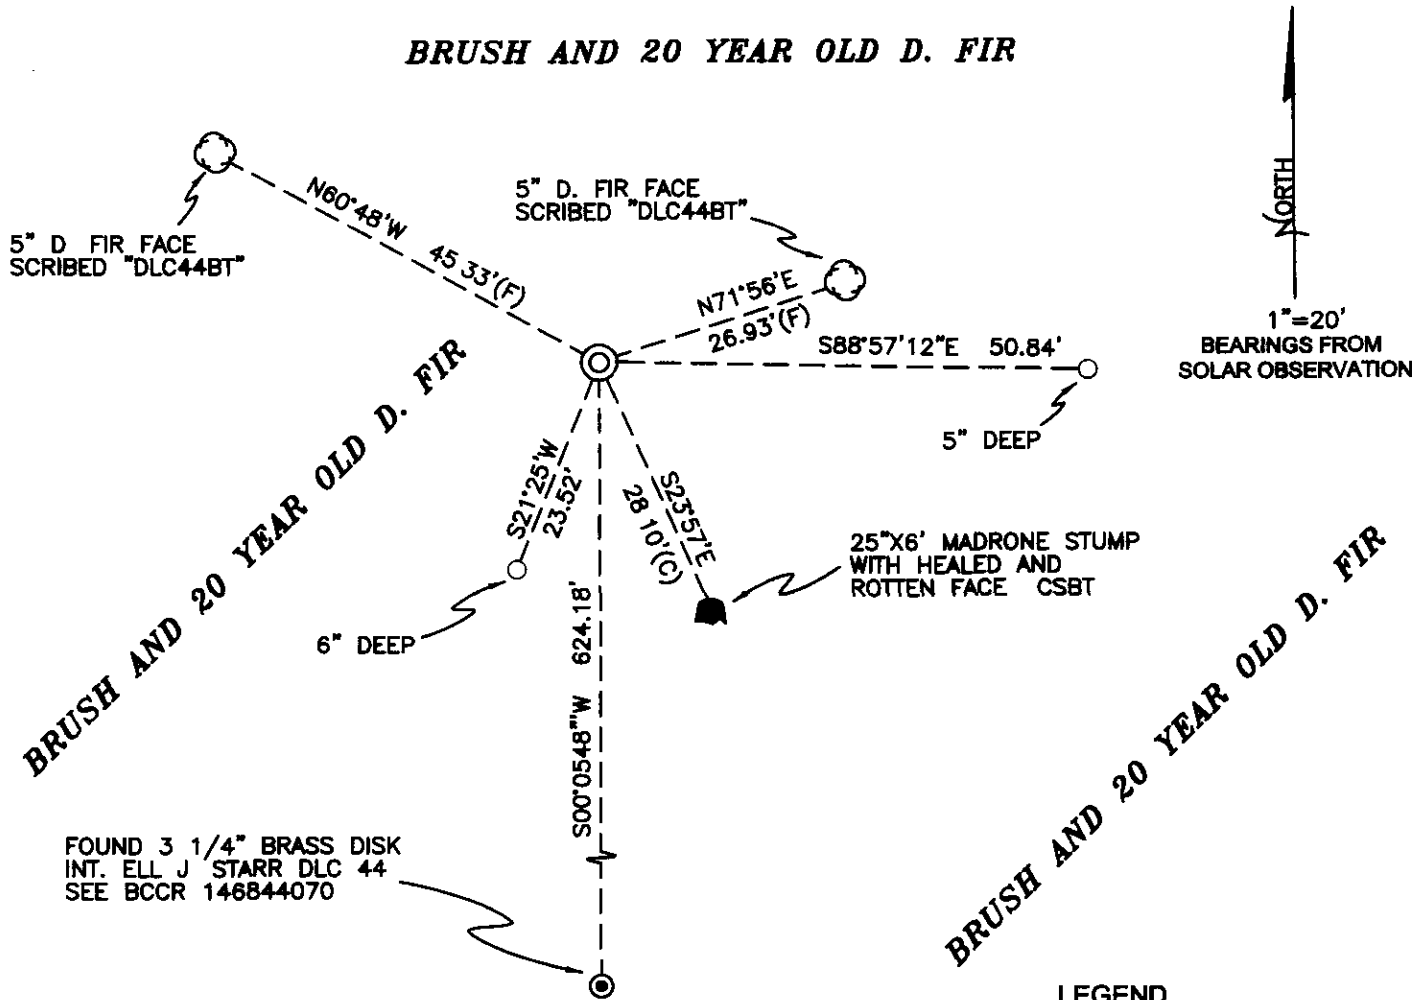 BRUSH AND 20 YEAR OLD D. FIR
5" D FIR FACE
SCRIBED "DLC44BT"
N60°48'W 45 33'(F)
5" D. FIR FACE
SCRIBED "DLC44BT"
N71°56'E
26.93'(F)
S88°57'12"E 50.84'
5" DEEP
NORTH
1"=20'
BEARINGS FROM
SOLAR OBSERVATION
BRUSH AND 20 YEAR OLD D. FIR
S21°25'W
23.52'
6" DEEP
S00°0548"'W 624.18'
S23°57'E
28 10'(C)
25"X6' MADRONE STUMP
WITH HEALED AND
ROTTEN FACE CSBT
BRUSH AND 20 YEAR OLD D. FIR
FOUND 3 1/4" BRASS DISK
INT. ELL J STARR DLC 44
SEE BCCR 146844070
LEGEND